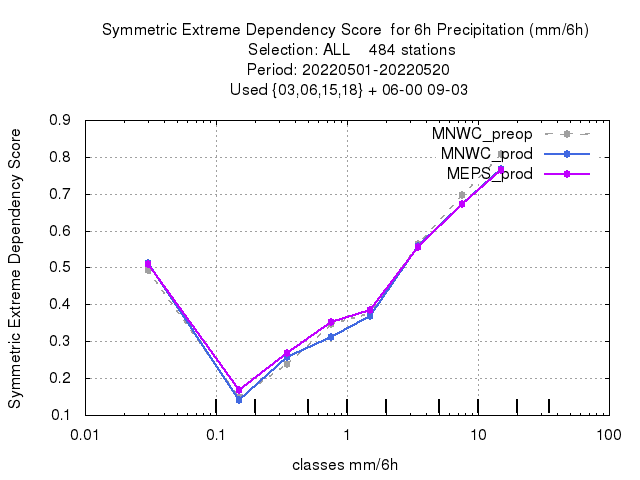 Symmetric Extreme Dependency Score  for 6h Precipitation (mm/6h)
Selection: ALL    484 stations
Period: 20220501-20220520
Used {03,06,15,18} + 06-00 09-03
Symmetric Extreme Dependency Score
0.9
0.8
0.7
0.6
0.5
0.4
0.3
0.2
0.1
MNWC_preop
MNWC_prod
MEPS_prod
0.01 0.1 1 10 100
classes mm/6h